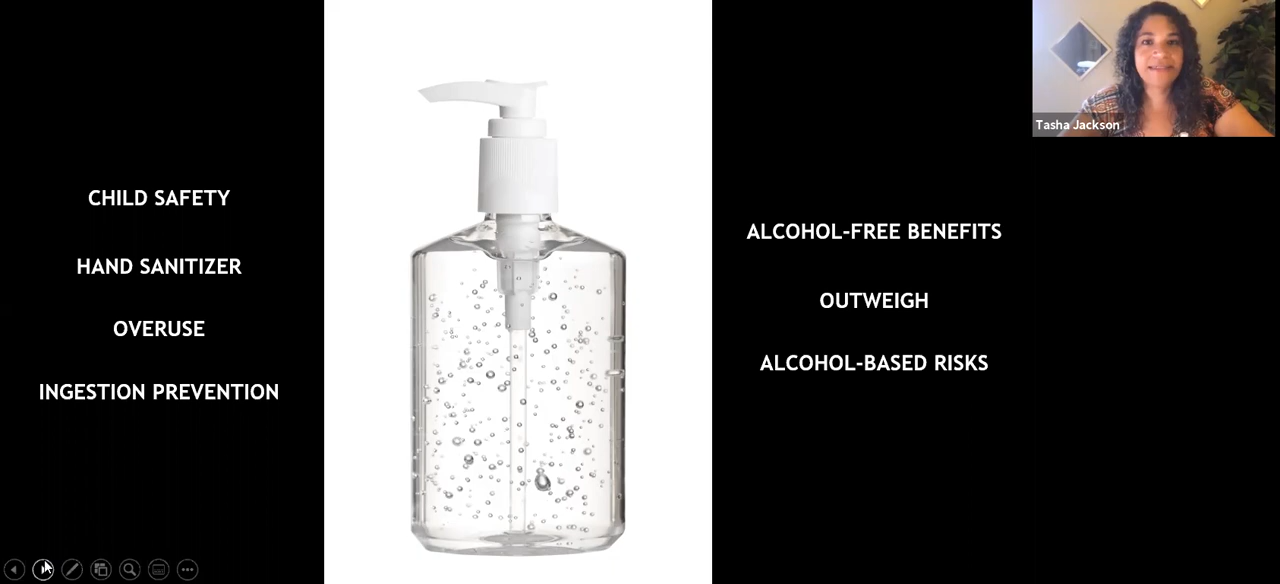 CHILD SAFETY
HAND SANITIZER
OVERUSE
INGESTION PREVENTION
ALCOHOL-FREE BENEFITS
OUTWEIGH
ALCOHOL-BASED RISKS
Tasha Jackson